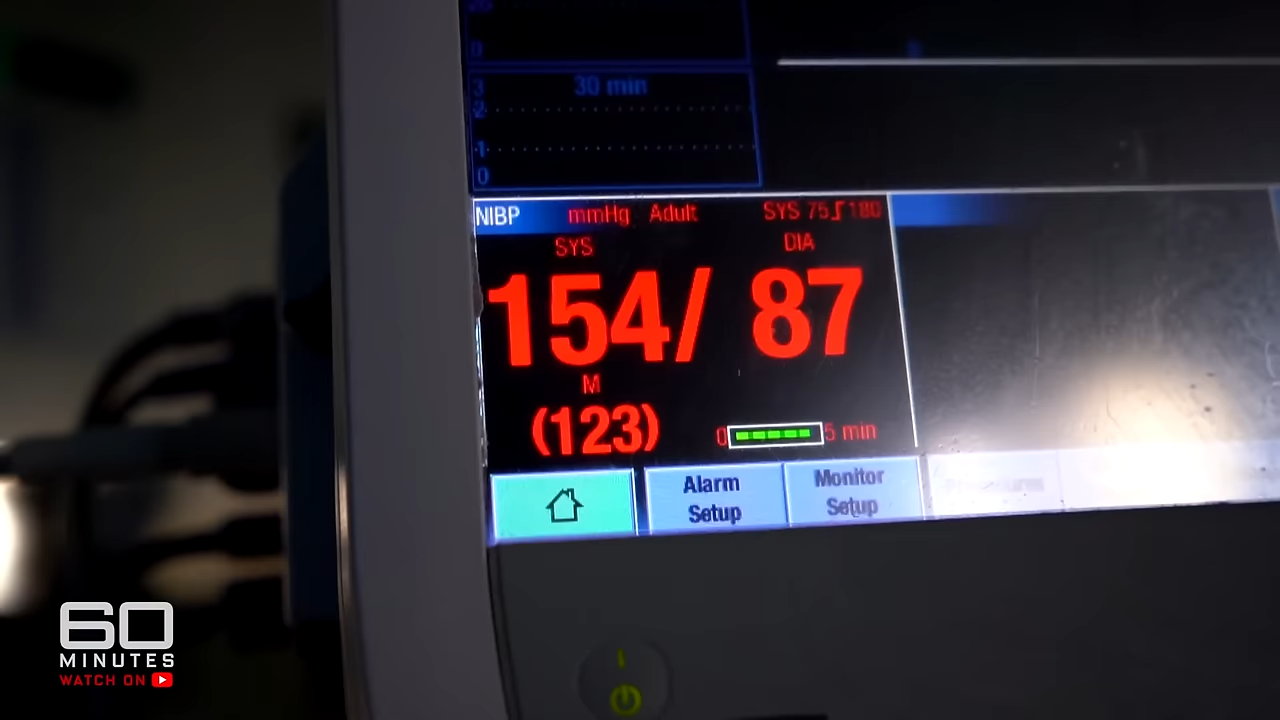 0
30 min
3
2
1
0
NIBP mmHg Adult SYS 75 180
SYS DIA
154/ 87
M
(123)
0 5 min
Alarm Setup
Monitor Setup
60
MINUTES
WATCH ON